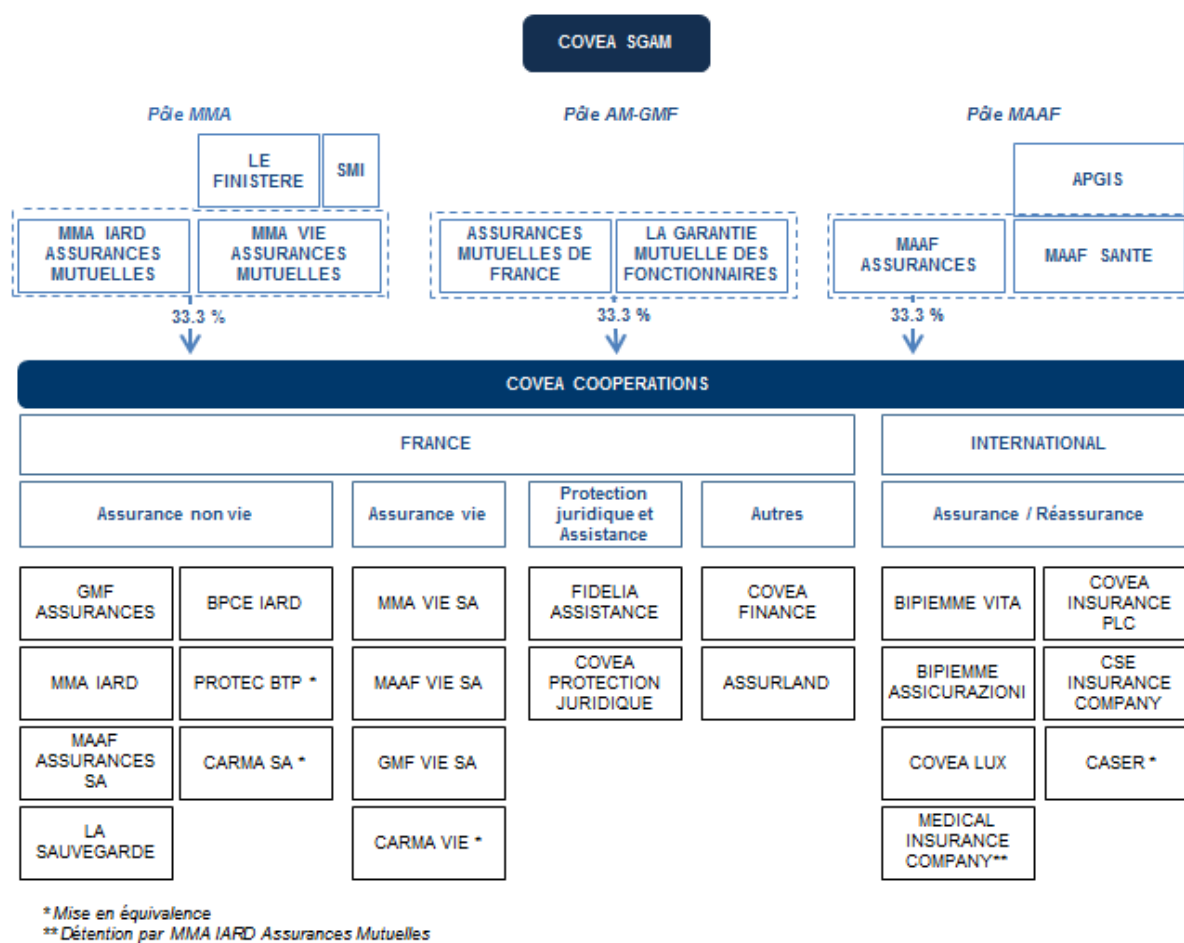 COVEA SGAM
Pôle MMA
Pôle AM-GMF
Pôle MAAF
LE
FINISTERE
SMI
APGIS
MMA IARD
ASSURANCES
MUTUELLES
MMA VIE
ASSURANCES
MUTUELLES
ASSURANCES
MUTUELLES DE
FRANCE
LA GARANTIE
MUTUELLE DES
FONCTIONNAIRES
MAAF
ASSURANCES
MAAF SANTE
33.3 %
33.3 %
33.3 %
COVEA COOPERATIONS
FRANCE
INTERNATIONAL
Assurance non vie
Assurance vie
Protection
juridique et
Assistance
Autres
Assurance / Réassurance
GMF
ASSURANCES
BPCE IARD
MMA VIE SA
FIDELIA
ASSISTANCE
COVEA
FINANCE
BIPIEMME VITA
COVEA
INSURANCE
PLC
MMA IARD
PROTEC BTP *
MAAF VIE SA
COVEA
PROTECTION
JURIDIQUE
ASSURLAND
BIPIEMME
ASSICURAZIONI
CSE
INSURANCE
COMPANY
MAAF
ASSURANCES
SA
CARMA SA *
GMF VIE SA
COVEA LUX
CASER *
LA
SAUVEGARDE
CARMA VIE *
MEDICAL
INSURANCE
COMPANY**
* Mise en équivalence
** Détention par MMA IARD Assurances Mutuelles